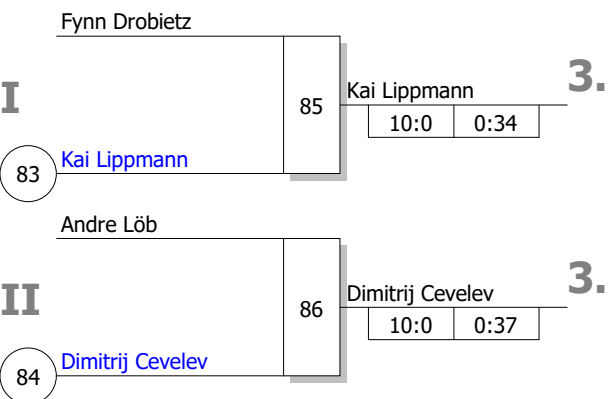 Fynn Drobietz
I
85
Kai Lippmann
3.
10:0 0:34
83
Kai Lippmann
Andre Löb
II
86
Dimitrij Cevelev
3.
10:0 0:37
84
Dimitrij Cevelev